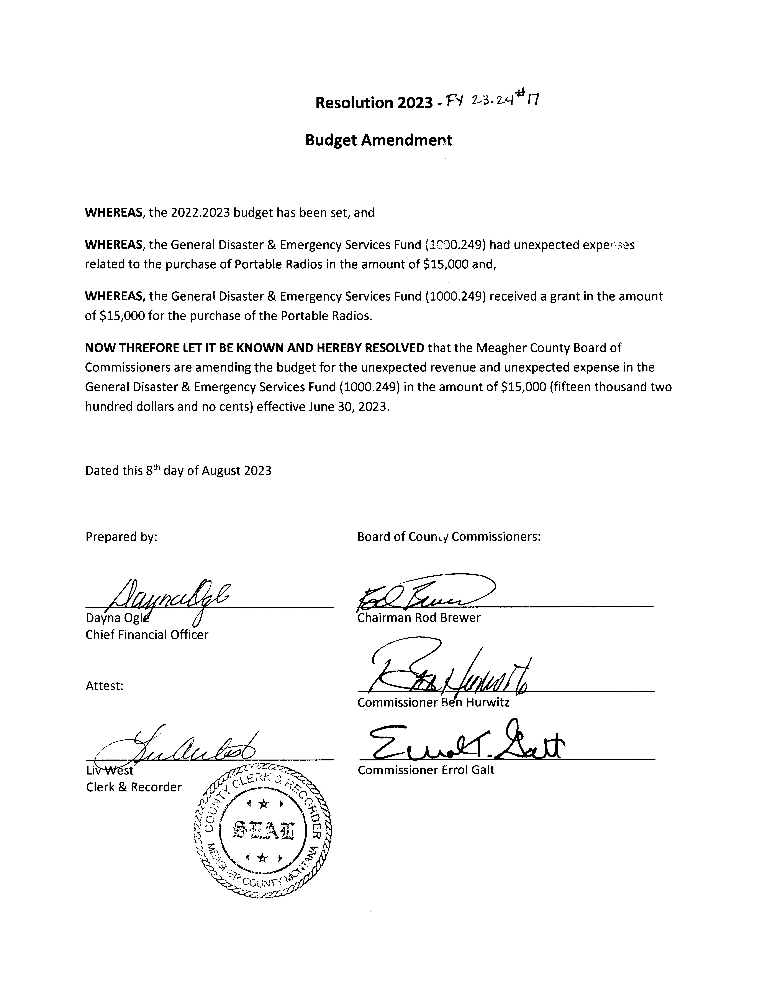 Resolution 2023 - FY 23.24 #17
Budget Amendment
WHEREAS, the 2022.2023 budget has been set, and
WHEREAS, the General Disaster & Emergency Services Fund (1000.249) had unexpected expenses
related to the purchase of Portable Radios in the amount of $15,000 and,
WHEREAS, the General Disaster & Emergency Services Fund (1000.249) received a grant in the amount
of $15,000 for the purchase of the Portable Radios.
NOW THREFORE LET IT BE KNOWN AND HEREBY RESOLVED that the Meagher County Board of
Commissioners are amending the budget for the unexpected revenue and unexpected expense in the
General Disaster & Emergency Services Fund (1000.249) in the amount of $15,000 (fifteen thousand two
hundred dollars and no cents) effective June 30, 2023.
Dated this 8th day of August 2023
Prepared by:
Board of County Commissioners:
Dayna Ogle
Rod Brewer
Dayna Ogle
Chairman Rod Brewer
Chief Financial Officer
Ben Hurwitz
Attest:
Commissioner Ben Hurwitz
Errol T. Galt
Liv West
Commissioner Errol Galt
Clerk & Recorder
COUNTY CLERK & RECORDER
SEAL
MEAGHER COUNTY MONTANA